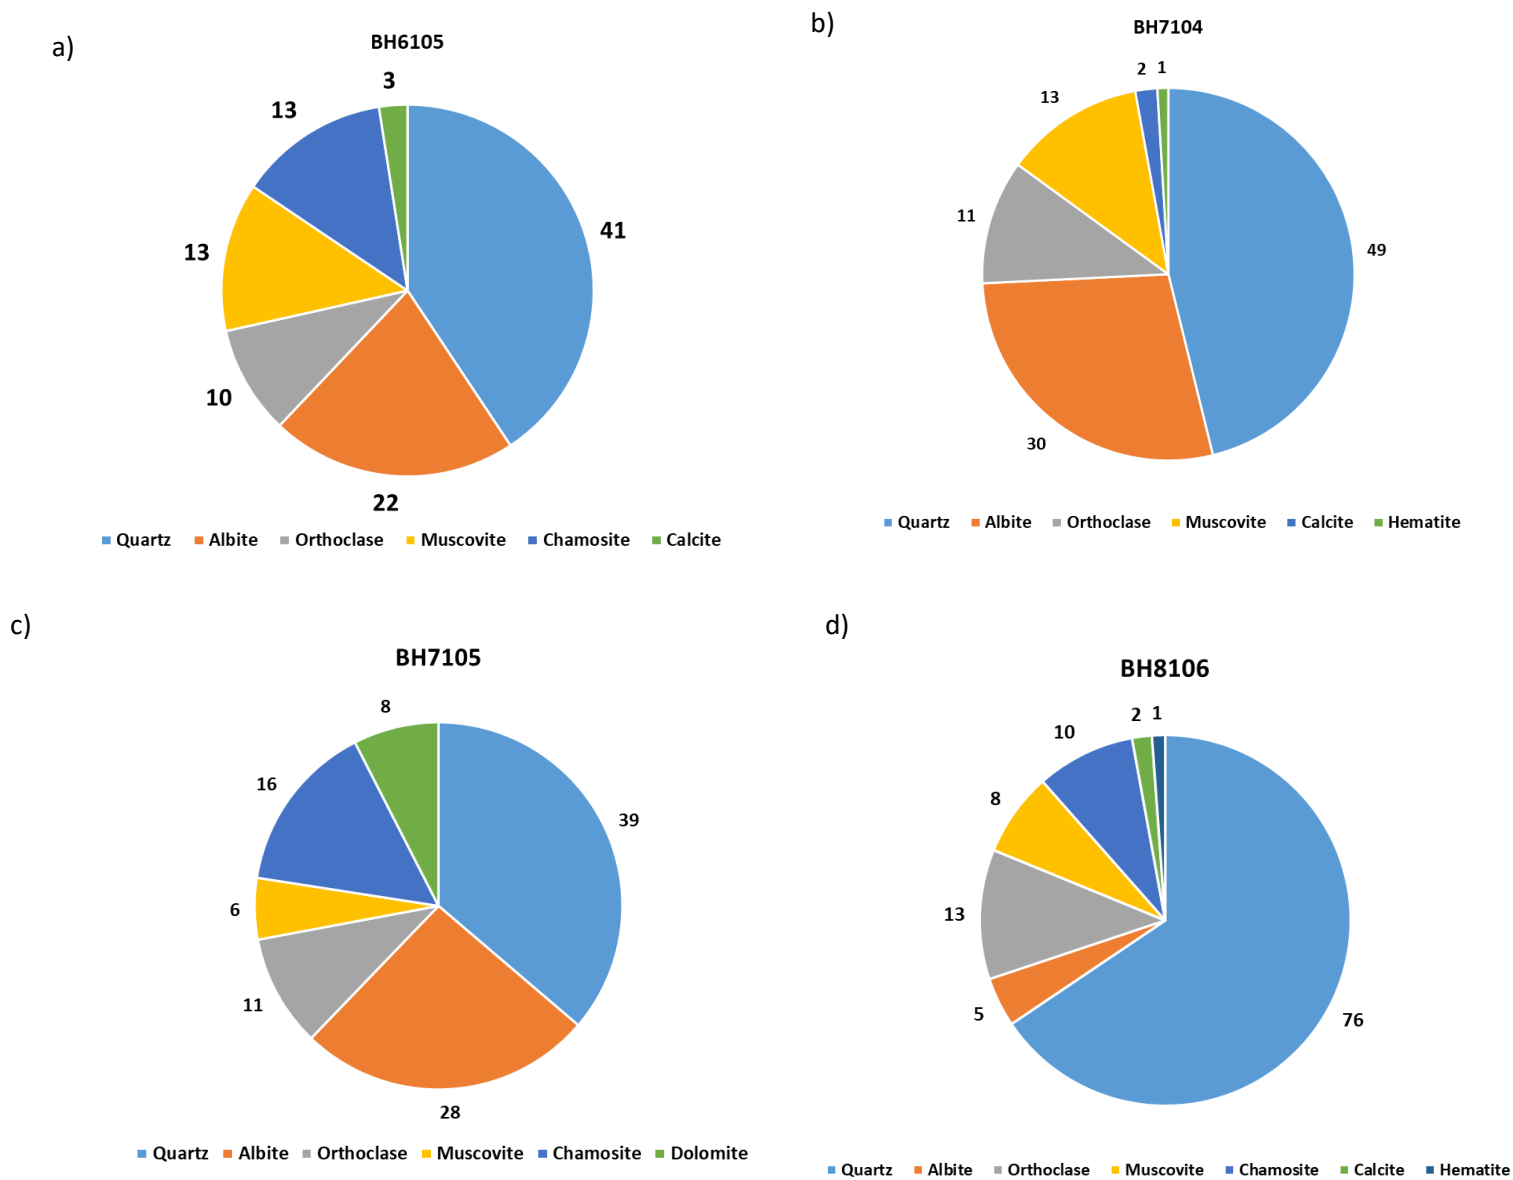 a)
BH6105
3
13
41
13
10
22
Quartz Albite Orthoclase Muscovite Chamosite Calcite
b)
BH7104
2 1
13
11
49
30
Quartz Albite Orthoclase Muscovite Calcite Hematite
c)
BH7105
8
16
39
6
11
28
Quartz Albite Orthoclase Muscovite Chamosite Dolomite
d)
BH8106
2 1
10
8
13
5
76
Quartz Albite Orthoclase Muscovite Chamosite Calcite Hematite